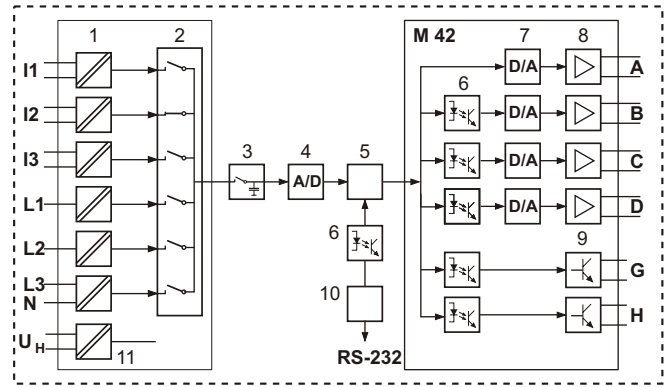 1 2 M 42 7 8
I1 D/A A
I2 6 D/A B
I3 3 4 5 D/A C
A/D
L1 D/A D
L2 6 9
G
L3 10
N H
U H 11 RS-232